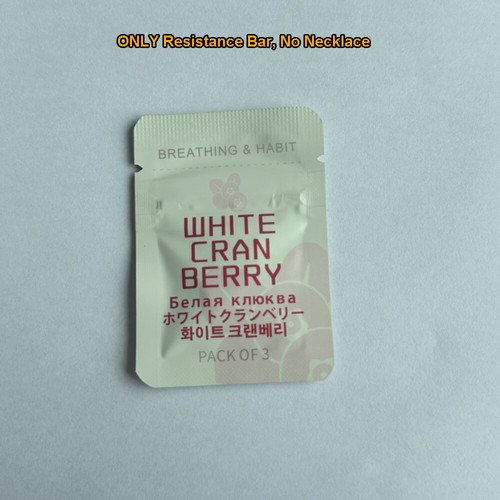 ONLY Resistance Bar, No Necklace
BREATHING & HABIT
WHITE
CRAN
BERRY
Белая клюква
ホワイトクランベリー
화이트크랜베리
PACK OF 3